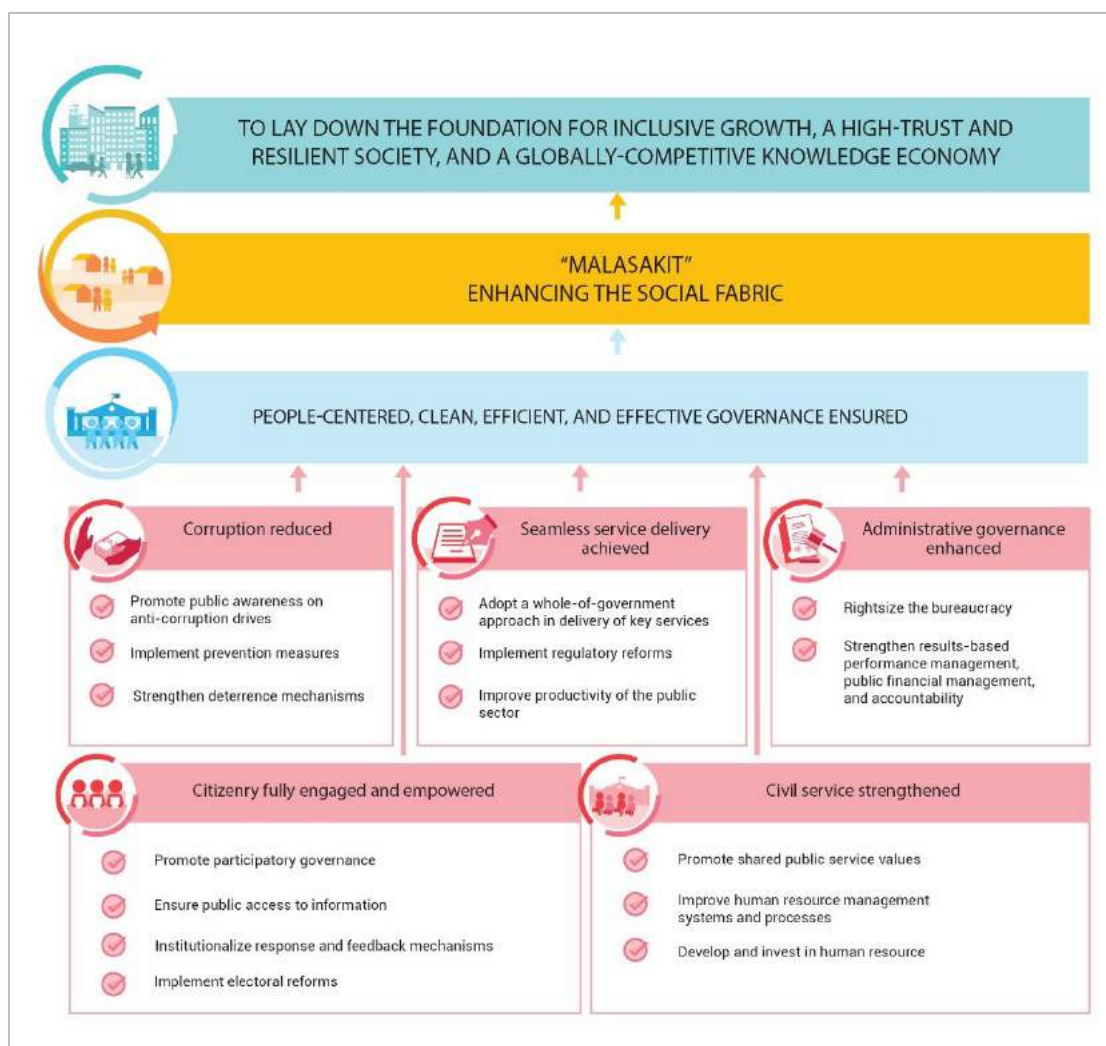 TO LAY DOWN THE FOUNDATION FOR INCLUSIVE GROWTH, A HIGH-TRUST AND
RESILIENT SOCIETY, AND A GLOBALLY-COMPETITIVE KNOWLEDGE ECONOMY
“MALASAKIT”
ENHANCING THE SOCIAL FABRIC
PEOPLE-CENTERED, CLEAN, EFFICIENT, AND EFFECTIVE GOVERNANCE ENSURED
Corruption reduced
Promote public awareness on
anti-corruption drives
Implement prevention measures
Strengthen deterrence mechanisms
Seamless service delivery
achieved
Adopt a whole-of-government
approach in delivery of key services
Implement regulatory reforms
Improve productivity of the public
sector
Administrative governance
enhanced
Rightsize the bureaucracy
Strengthen results-based
performance management,
public financial management,
and accountability
Citizenry fully engaged and empowered
Promote participatory governance
Ensure public access to information
Institutionalize response and feedback mechanisms
Implement electoral reforms
Civil service strengthened
Promote shared public service values
Improve human resource management
systems and processes
Develop and invest in human resource